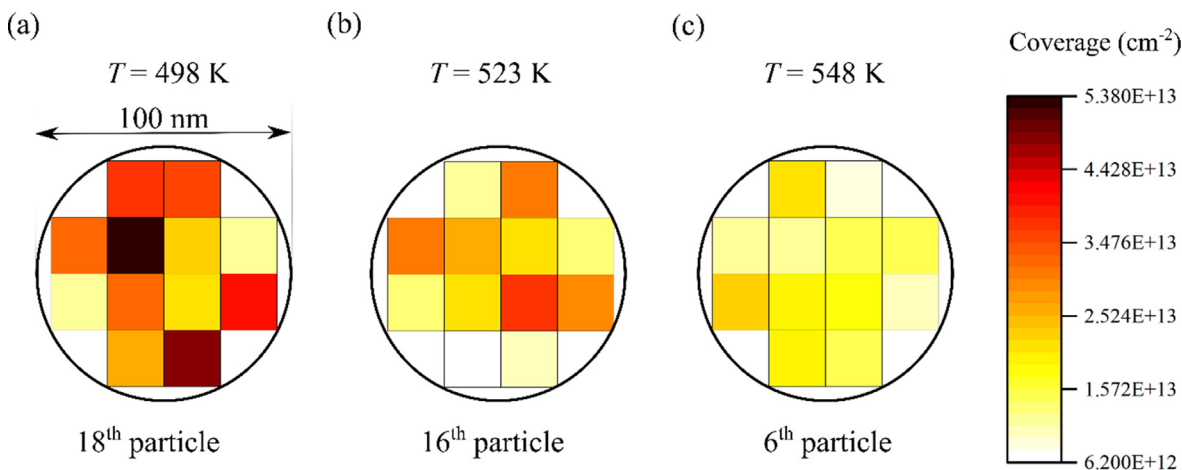 (a)
(b)
(c)
T = 498 K
T = 523 K
T = 548 K
Coverage (cm⁻²)
100 nm
5.380E+13
4.428E+13
3.476E+13
2.524E+13
1.572E+13
6.200E+12
18ᵗʰ particle
16ᵗʰ particle
6ᵗʰ particle